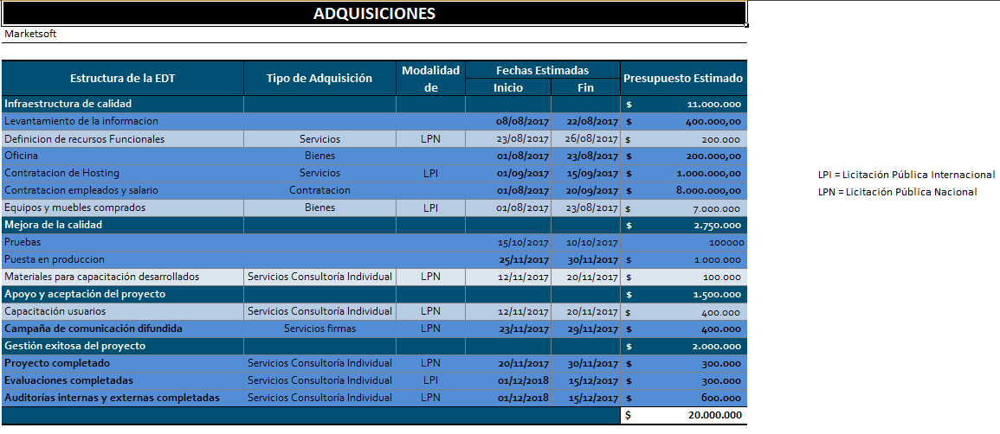 ADQUISICIONES
Marketsoft
Estructura de la EDT Tipo de Adquisición Modalidad de Fechas Estimadas Presupuesto Estimado
Inicio Fin
Infraestructura de calidad $ 11.000.000
Levantamiento de la informacion 08/08/2017 22/08/2017 $ 400.000,00
Definicion de recursos Funcionales Servicios LPN 23/08/2017 26/08/2017 $ 200.000
Oficina Bienes 01/08/2017 23/08/2017 $ 200.000,00
Contratacion de Hosting Servicios LPI 01/09/2017 15/09/2017 $ 1.000.000,00 LPI = Licitación Pública Internacional
Contratacion empleados y salario Contratacion 01/08/2017 20/09/2017 $ 8.000.000,00 LPN = Licitación Pública Nacional
Equipos y muebles comprados Bienes LPI 01/08/2017 23/08/2017 $ 7.000.000
Mejora de la calidad $ 2.750.000
Pruebas 15/10/2017 10/10/2017 100000
Puesta en produccion 25/11/2017 30/11/2017 $ 1.000.000
Materiales para capacitación desarrollados Servicios Consultoría Individual LPN 12/11/2017 20/11/2017 $ 100.000
Apoyo y aceptación del proyecto $ 1.500.000
Capacitación usuarios Servicios Consultoría Individual LPN 12/11/2017 20/11/2017 $ 400.000
Campaña de comunicación difundida Servicios firmas LPN 23/11/2017 29/11/2017 $ 400.000
Gestión exitosa del proyecto $ 2.000.000
Proyecto completado Servicios Consultoría Individual LPN 20/11/2017 30/11/2017 $ 300.000
Evaluaciones completadas Servicios Consultoría Individual LPI 01/12/2018 15/12/2017 $ 300.000
Auditorías internas y externas completadas Servicios Consultoría Individual LPN 01/12/2018 15/12/2017 $ 600.000
$ 20.000.000